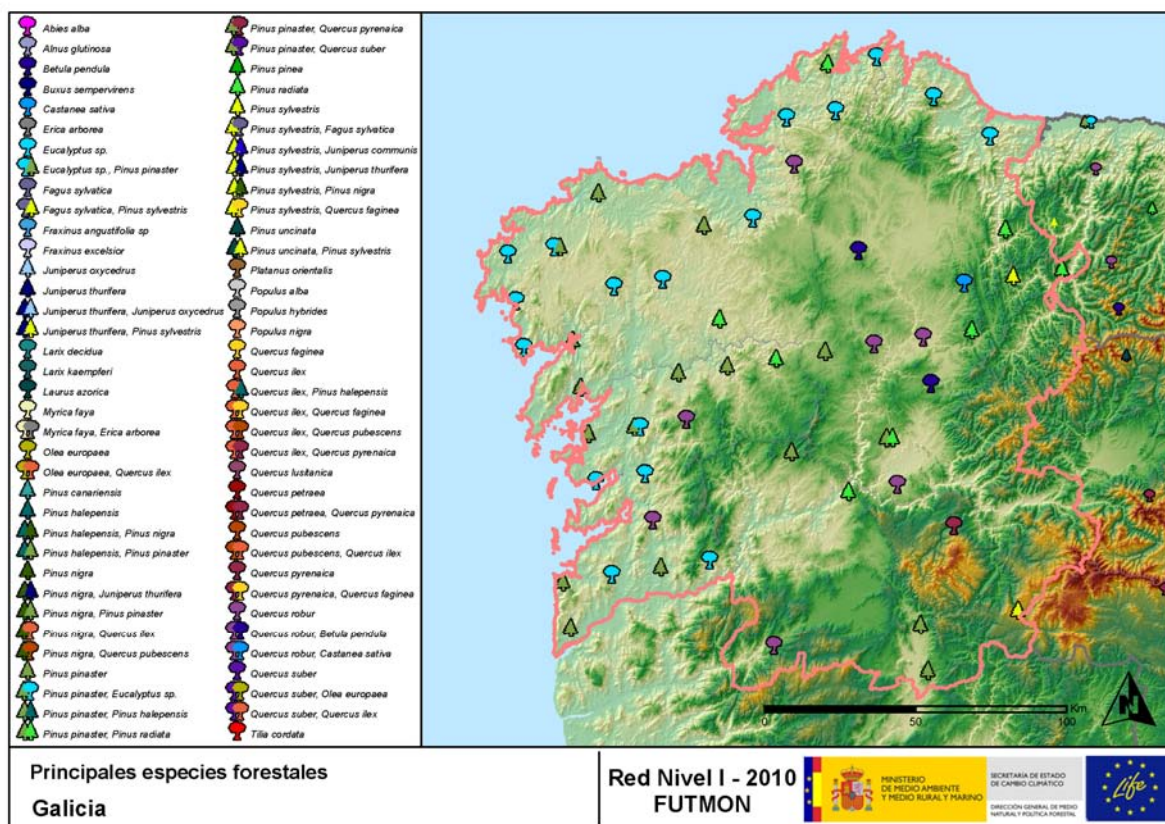 Abies alba
Alnus glutinosa
Betula pendula
Buxus sempervirens
Castanea sativa
Erica arborea
Eucalyptus sp.
Eucalyptus sp., Pinus pinaster
Fagus sylvatica
Fagus sylvatica, Pinus sylvestris
Fraxinus angustifolia sp
Fraxinus excelsior
Juniperus oxycedrus
Juniperus thurifera
Juniperus thurifera, Juniperus oxycedrus
Juniperus thurifera, Pinus sylvestris
Larix decidua
Larix kaempferi
Laurus azorica
Myrica faya
Myrica faya, Erica arborea
Olea europaea
Olea europaea, Quercus ilex
Pinus canariensis
Pinus halepensis
Pinus halepensis, Pinus nigra
Pinus halepensis, Pinus pinaster
Pinus nigra
Pinus nigra, Juniperus thurifera
Pinus nigra, Pinus pinaster
Pinus nigra, Quercus ilex
Pinus nigra, Quercus pubescens
Pinus pinaster
Pinus pinaster, Eucalyptus sp.
Pinus pinaster, Pinus halepensis
Pinus pinaster, Pinus radiata
Pinus pinaster, Quercus pyrenaica
Pinus pinaster, Quercus suber
Pinus pinea
Pinus radiata
Pinus sylvestris
Pinus sylvestris, Fagus sylvatica
Pinus sylvestris, Juniperus communis
Pinus sylvestris, Juniperus thurifera
Pinus sylvestris, Pinus nigra
Pinus sylvestris, Quercus faginea
Pinus uncinata
Pinus uncinata, Pinus sylvestris
Platanus orientalis
Populus alba
Populus hybrides
Populus nigra
Quercus faginea
Quercus ilex
Quercus ilex, Pinus halepensis
Quercus ilex, Quercus faginea
Quercus ilex, Quercus pubescens
Quercus ilex, Quercus pyrenaica
Quercus lusitanica
Quercus petraea
Quercus petraea, Quercus pyrenaica
Quercus pubescens
Quercus pubescens, Quercus ilex
Quercus pyrenaica
Quercus pyrenaica, Quercus faginea
Quercus robur
Quercus robur, Betula pendula
Quercus robur, Castanea sativa
Quercus suber
Quercus suber, Olea europaea
Quercus suber, Quercus ilex
Tilia cordata
Km
0 50 100
N
Principales especies forestales
Galicia
Red Nivel I - 2010
FUTMON
MINISTERIO
DE MEDIO AMBIENTE
Y MEDIO RURAL Y MARINO
SECRETARÍA DE ESTADO
DE CAMBIO CLIMÁTICO
DIRECCIÓN GENERAL DE MEDIO
NATURAL Y POLÍTICA FORESTAL
Life